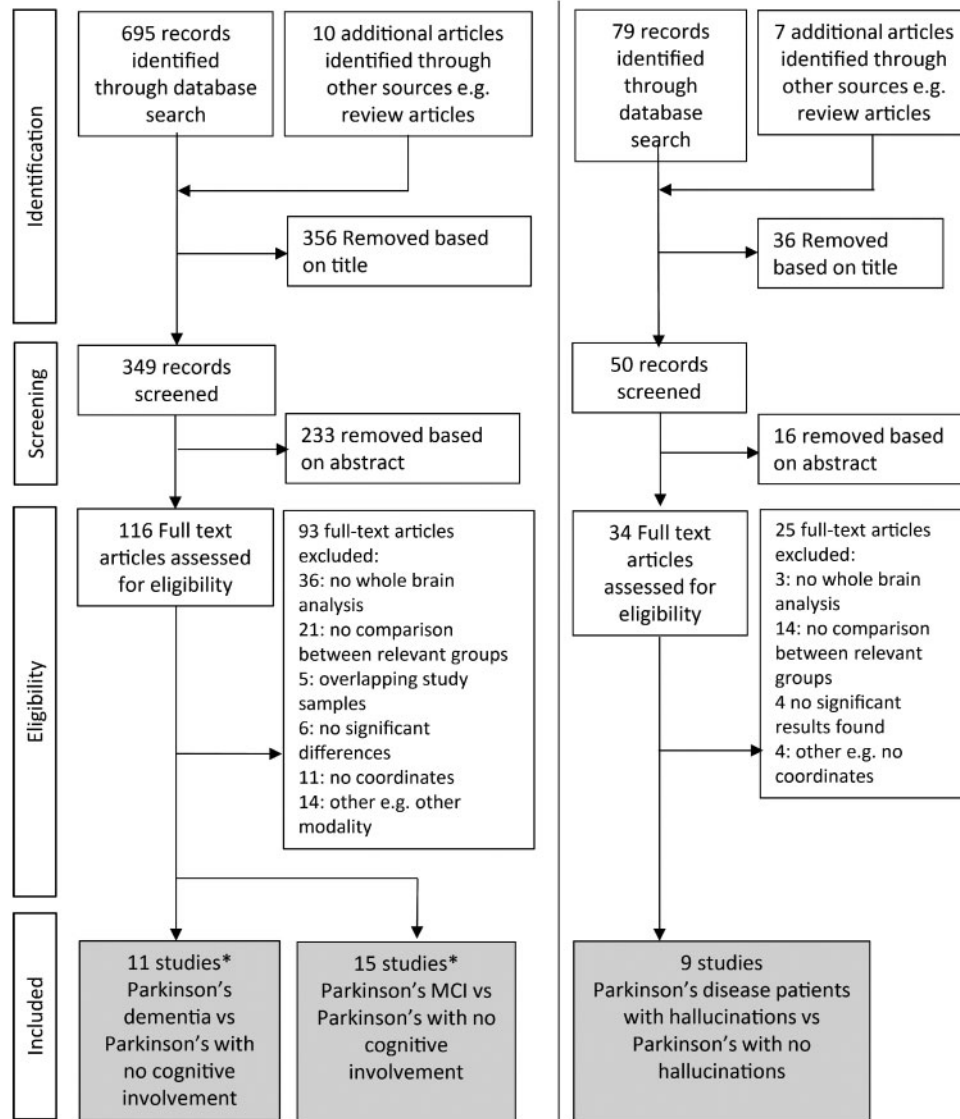 Identification
695 records
identified
through database
search
10 additional articles
identified through
other sources e.g.
review articles
356 Removed based
on title
79 records
identified
through
database
search
7 additional articles
identified through
other sources e.g.
review articles
36 Removed
based on title
Screening
349 records
screened
233 removed based
on abstract
50 records
screened
16 removed based
on abstract
Eligibility
116 Full text
articles assessed
for eligibility
93 full-text articles
excluded:
36: no whole brain
analysis
21: no comparison
between relevant groups
5: overlapping study
samples
6: no significant
differences
11: no coordinates
14: other e.g. other
modality
34 Full text
articles
assessed for
eligibility
25 full-text articles
excluded:
3: no whole brain
analysis
14: no comparison
between relevant
groups
4 no significant
results found
4: other e.g. no
coordinates
Included
11 studies*
Parkinson's
dementia vs
Parkinson's with
no cognitive
involvement
15 studies*
Parkinson's MCI vs
Parkinson's with no
cognitive
involvement
9 studies
Parkinson's disease patients
with hallucinations vs
Parkinson's with no
hallucinations